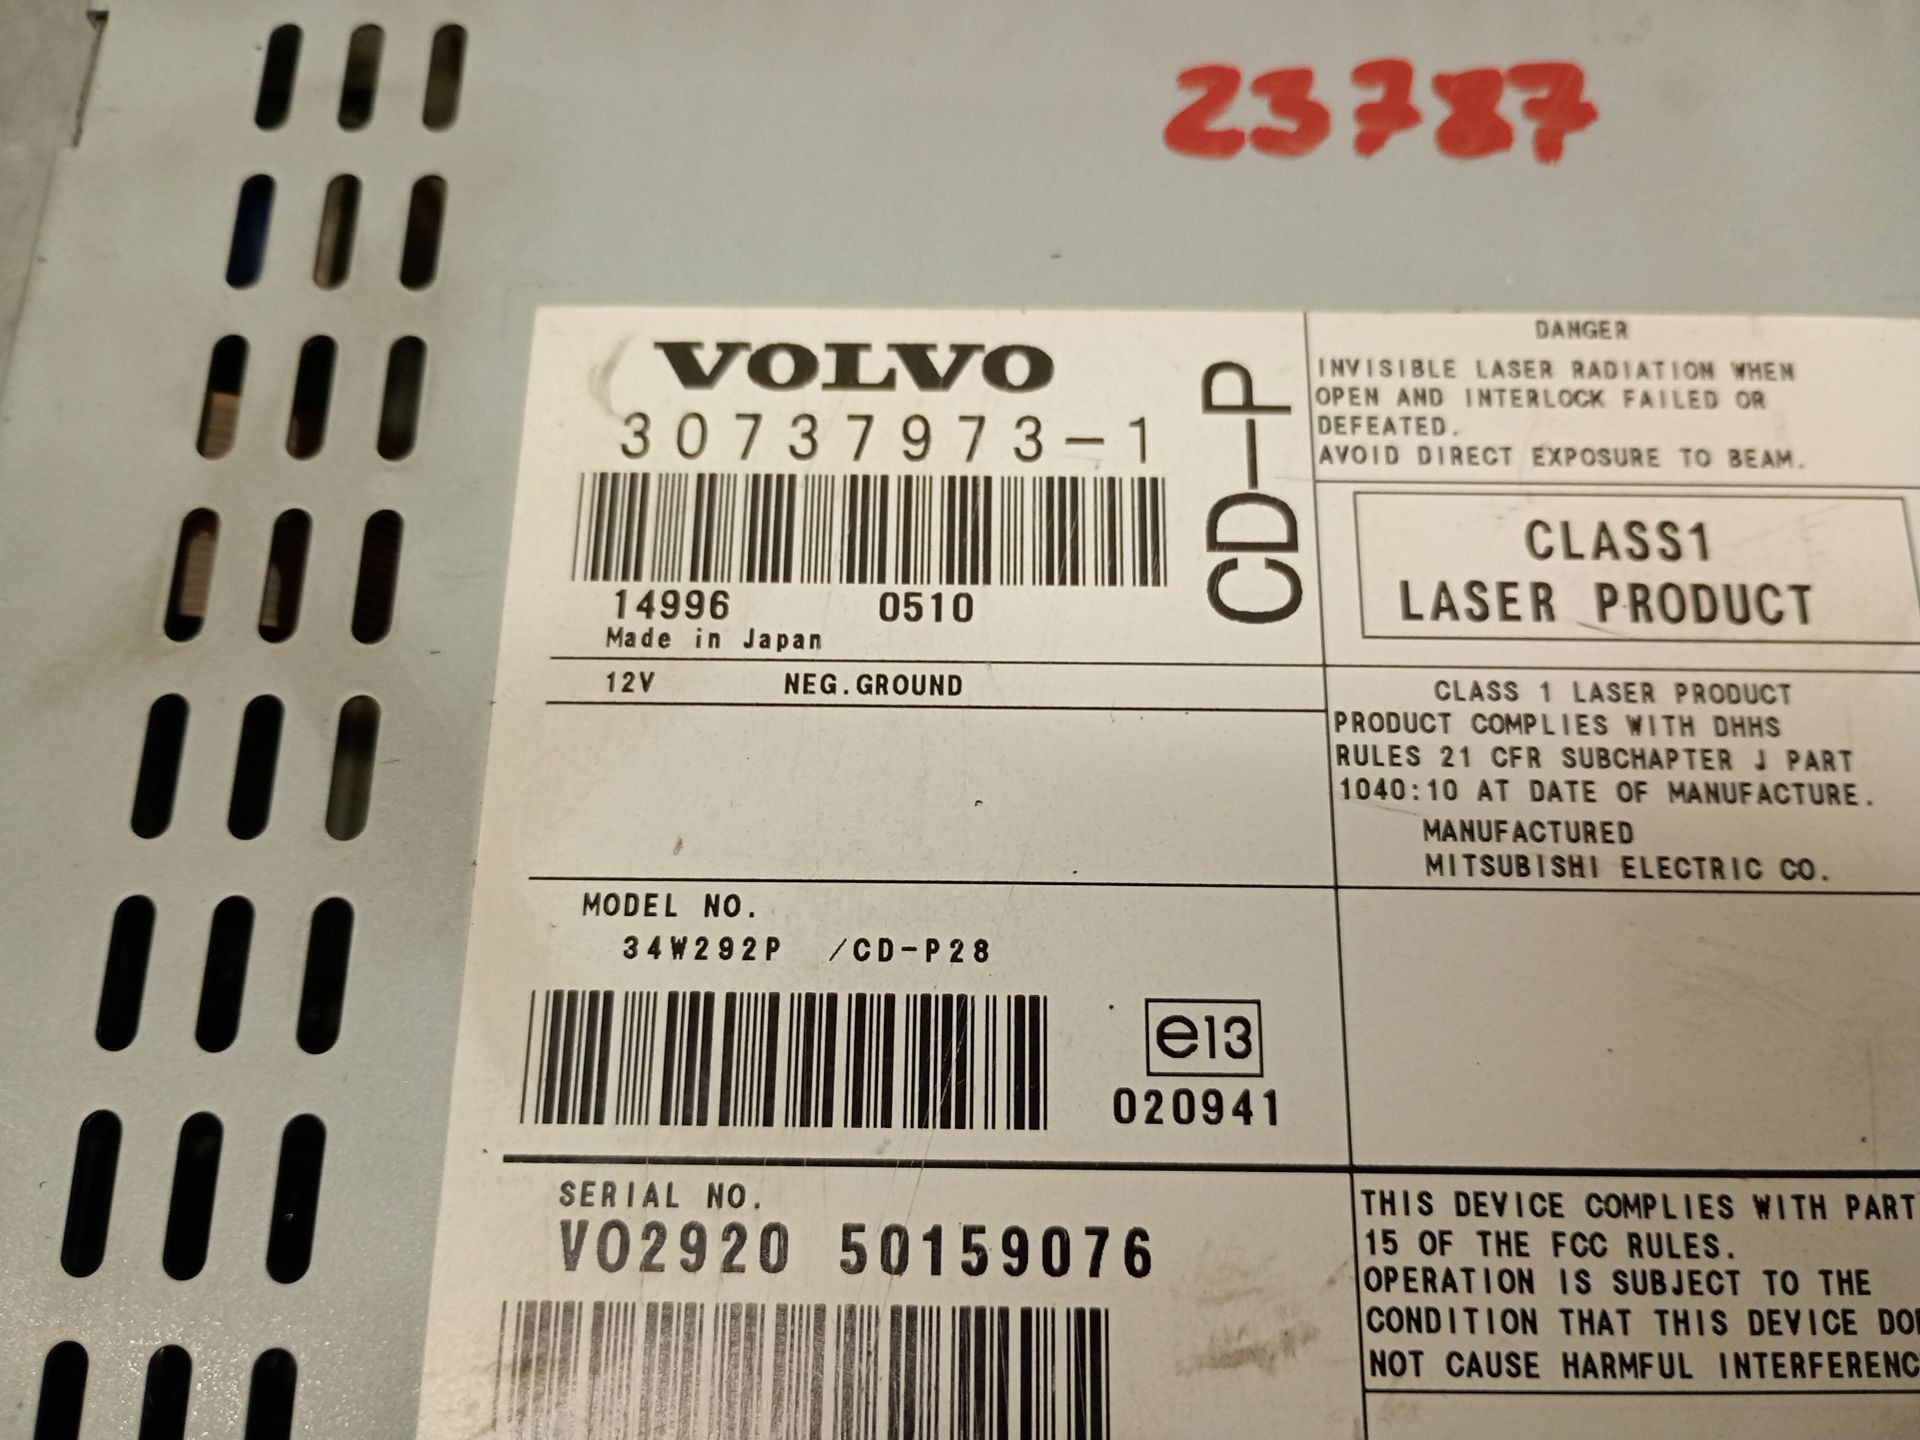 23787
VOLVO
30737973-1
CD-P
14996 0510
Made in Japan
12V NEG.GROUND
MODEL NO.
34W292P /CD-P28
e13
020941
SERIAL NO.
VO2920 50159076
DANGER
INVISIBLE LASER RADIATION WHEN
OPEN AND INTERLOCK FAILED OR
DEFEATED.
AVOID DIRECT EXPOSURE TO BEAM.
CLASS1
LASER PRODUCT
CLASS 1 LASER PRODUCT
PRODUCT COMPLIES WITH DHHS
RULES 21 CFR SUBCHAPTER J PART
1040:10 AT DATE OF MANUFACTURE.
MANUFACTURED
MITSUBISHI ELECTRIC CO.
THIS DEVICE COMPLIES WITH PART
15 OF THE FCC RULES.
OPERATION IS SUBJECT TO THE
CONDITION THAT THIS DEVICE DO
NOT CAUSE HARMFUL INTERFERENC